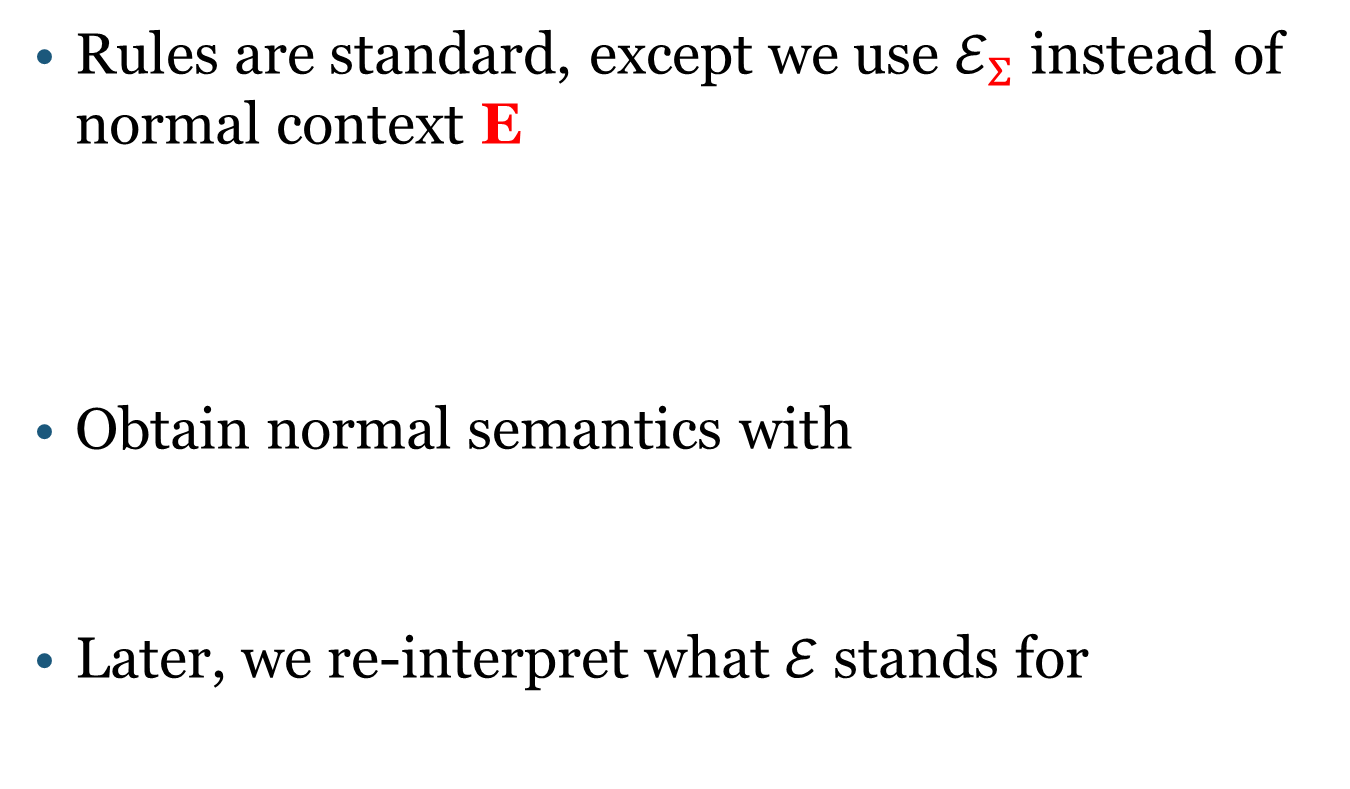 • Rules are standard, except we use ℰ_Σ instead of
normal context E
• Obtain normal semantics with
• Later, we re-interpret what ℰ stands for